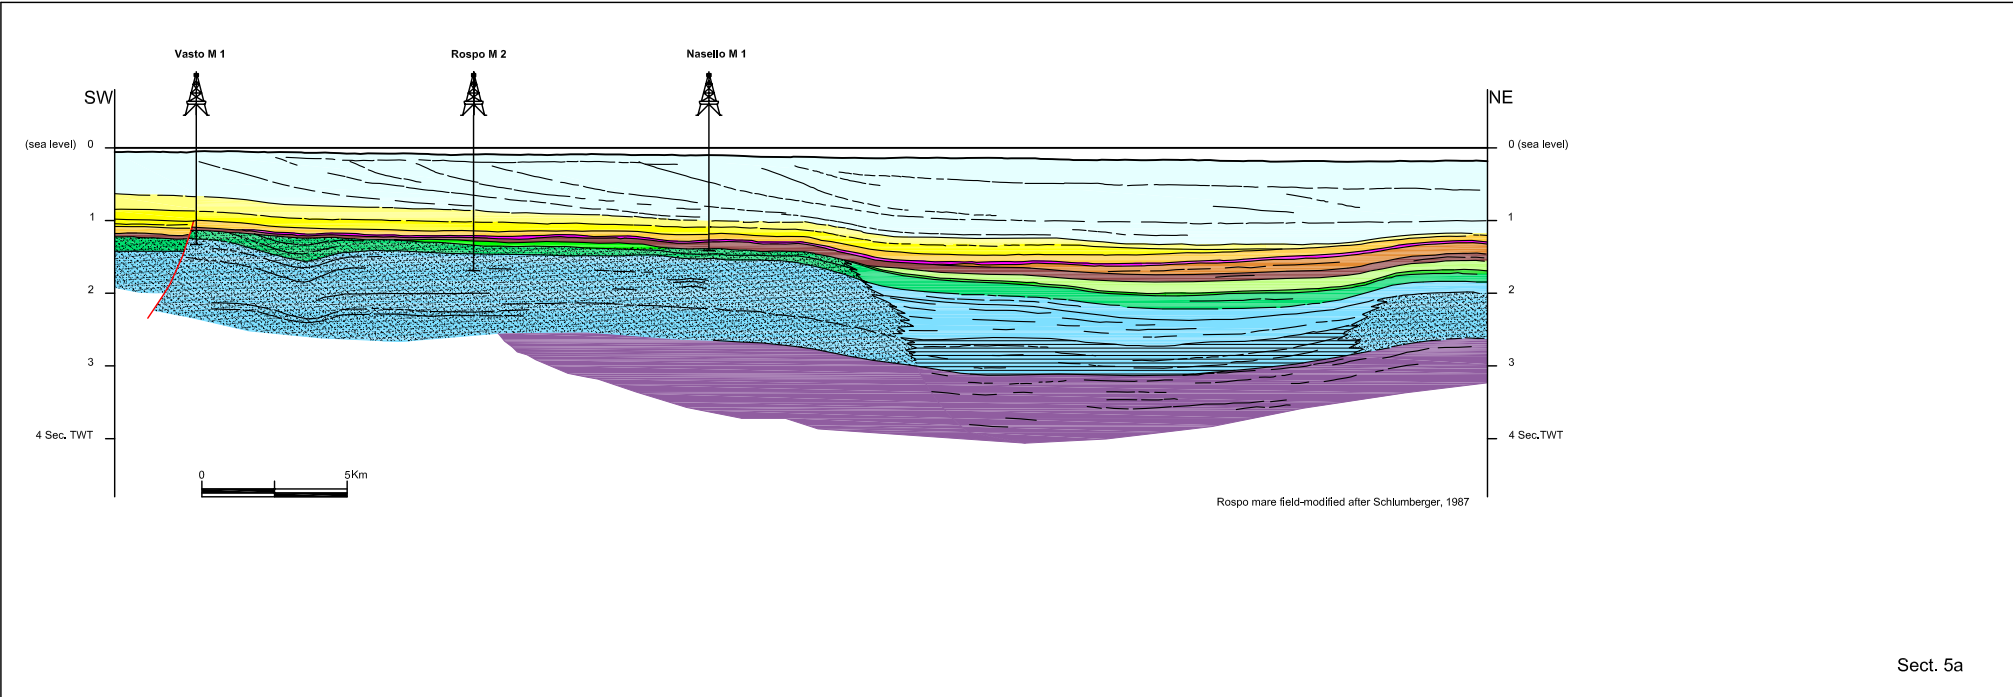 Vasto M 1
Rospo M 2
Nasello M 1
SW
NE
(sea level) 0
0 (sea level)
1
1
2
2
3
3
4 Sec. TWT
4 Sec.TWT
0
5Km
Rospo mare field-modified after Schlumberger, 1987
Sect. 5a